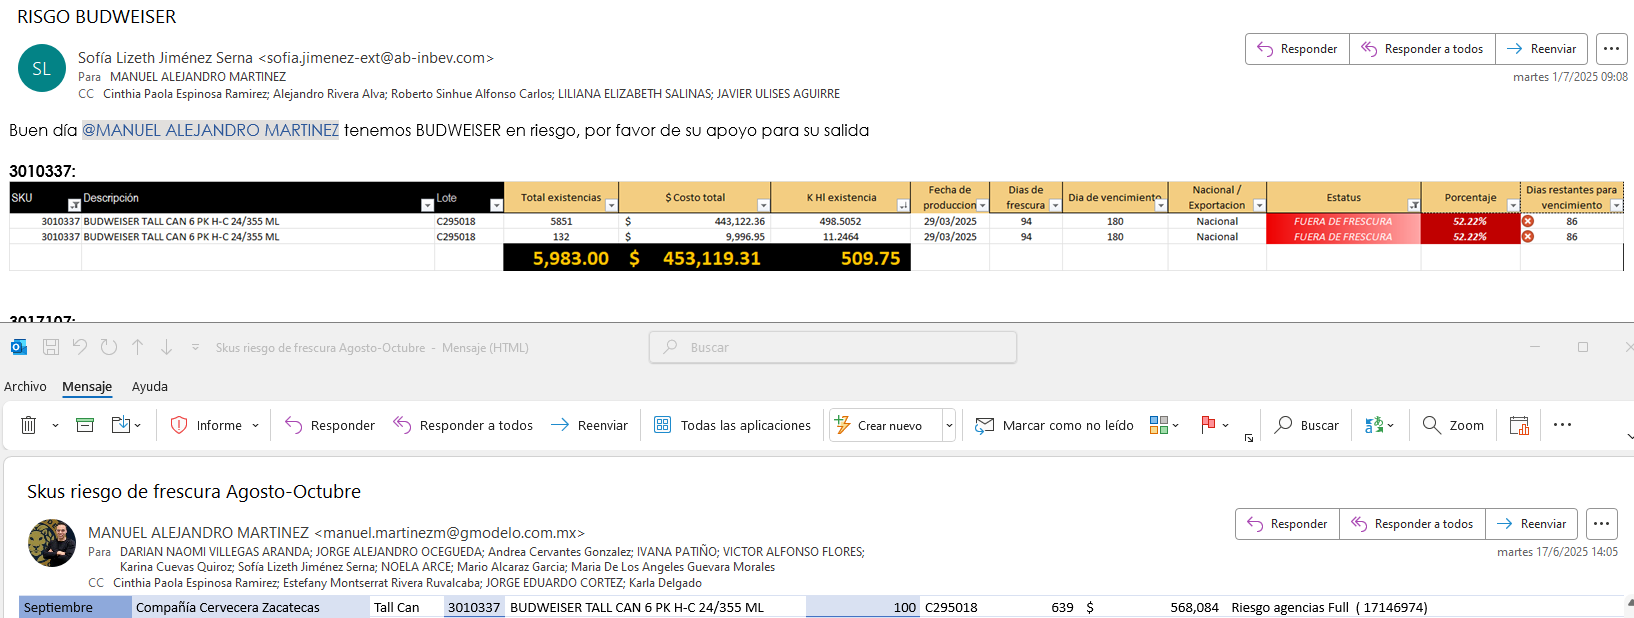 RISGO BUDWEISER
SL
Sofía Lizeth Jiménez Serna <sofia.jimenez-ext@ab-inbev.com>
Para MANUEL ALEJANDRO MARTINEZ
CC Cinthia Paola Espinosa Ramirez; Alejandro Rivera Alva; Roberto Sinhue Alfonso Carlos; LILIANA ELIZABETH SALINAS; JAVIER ULISES AGUIRRE
Responder Responder a todos Reenviar
martes 1/7/2025 09:08
Buen día @MANUEL ALEJANDRO MARTINEZ tenemos BUDWEISER en riesgo, por favor de su apoyo para su salida
3010337:
SKU Descripción Lote Total existencias $ Costo total K Hl existencia Fecha de produccion Dias de frescura Dia de vencimiento Nacional / Exportacion Estatus Porcentaje Dias restantes para vencimiento
3010337 BUDWEISER TALL CAN 6 PK H-C 24/355 ML C295018 5851 $ 443,122.36 498.5052 29/03/2025 94 180 Nacional FUERA DE FRESCURA 52.22% 86
3010337 BUDWEISER TALL CAN 6 PK H-C 24/355 ML C295018 132 $ 9,996.95 11.2464 29/03/2025 94 180 Nacional FUERA DE FRESCURA 52.22% 86
5,983.00 $ 453,119.31 509.75
3017107:
Skus riesgo de frescura Agosto-Octubre - Mensaje (HTML)
Buscar
Archivo Mensaje Ayuda
Informe Responder Responder a todos Reenviar Todas las aplicaciones Crear nuevo Marcar como no leído Buscar Zoom
Skus riesgo de frescura Agosto-Octubre
MANUEL ALEJANDRO MARTINEZ <manuel.martinezm@gmodelo.com.mx>
Para DARIAN NAOMI VILLEGAS ARANDA; JORGE ALEJANDRO OCEGUEDA; Andrea Cervantes Gonzalez; IVANA PATIÑO; VICTOR ALFONSO FLORES;
Karina Cuevas Quiroz; Sofía Lizeth Jiménez Serna; NOELA ARCE; Mario Alcaraz Garcia; Maria De Los Angeles Guevara Morales
CC Cinthia Paola Espinosa Ramirez; Estefany Montserrat Rivera Ruvalcaba; JORGE EDUARDO CORTEZ; Karla Delgado
Responder Responder a todos Reenviar
martes 17/6/2025 14:05
Septiembre Compañía Cervecera Zacatecas Tall Can 3010337 BUDWEISER TALL CAN 6 PK H-C 24/355 ML 100 C295018 639 $ 568,084 Riesgo agencias Full ( 17146974)